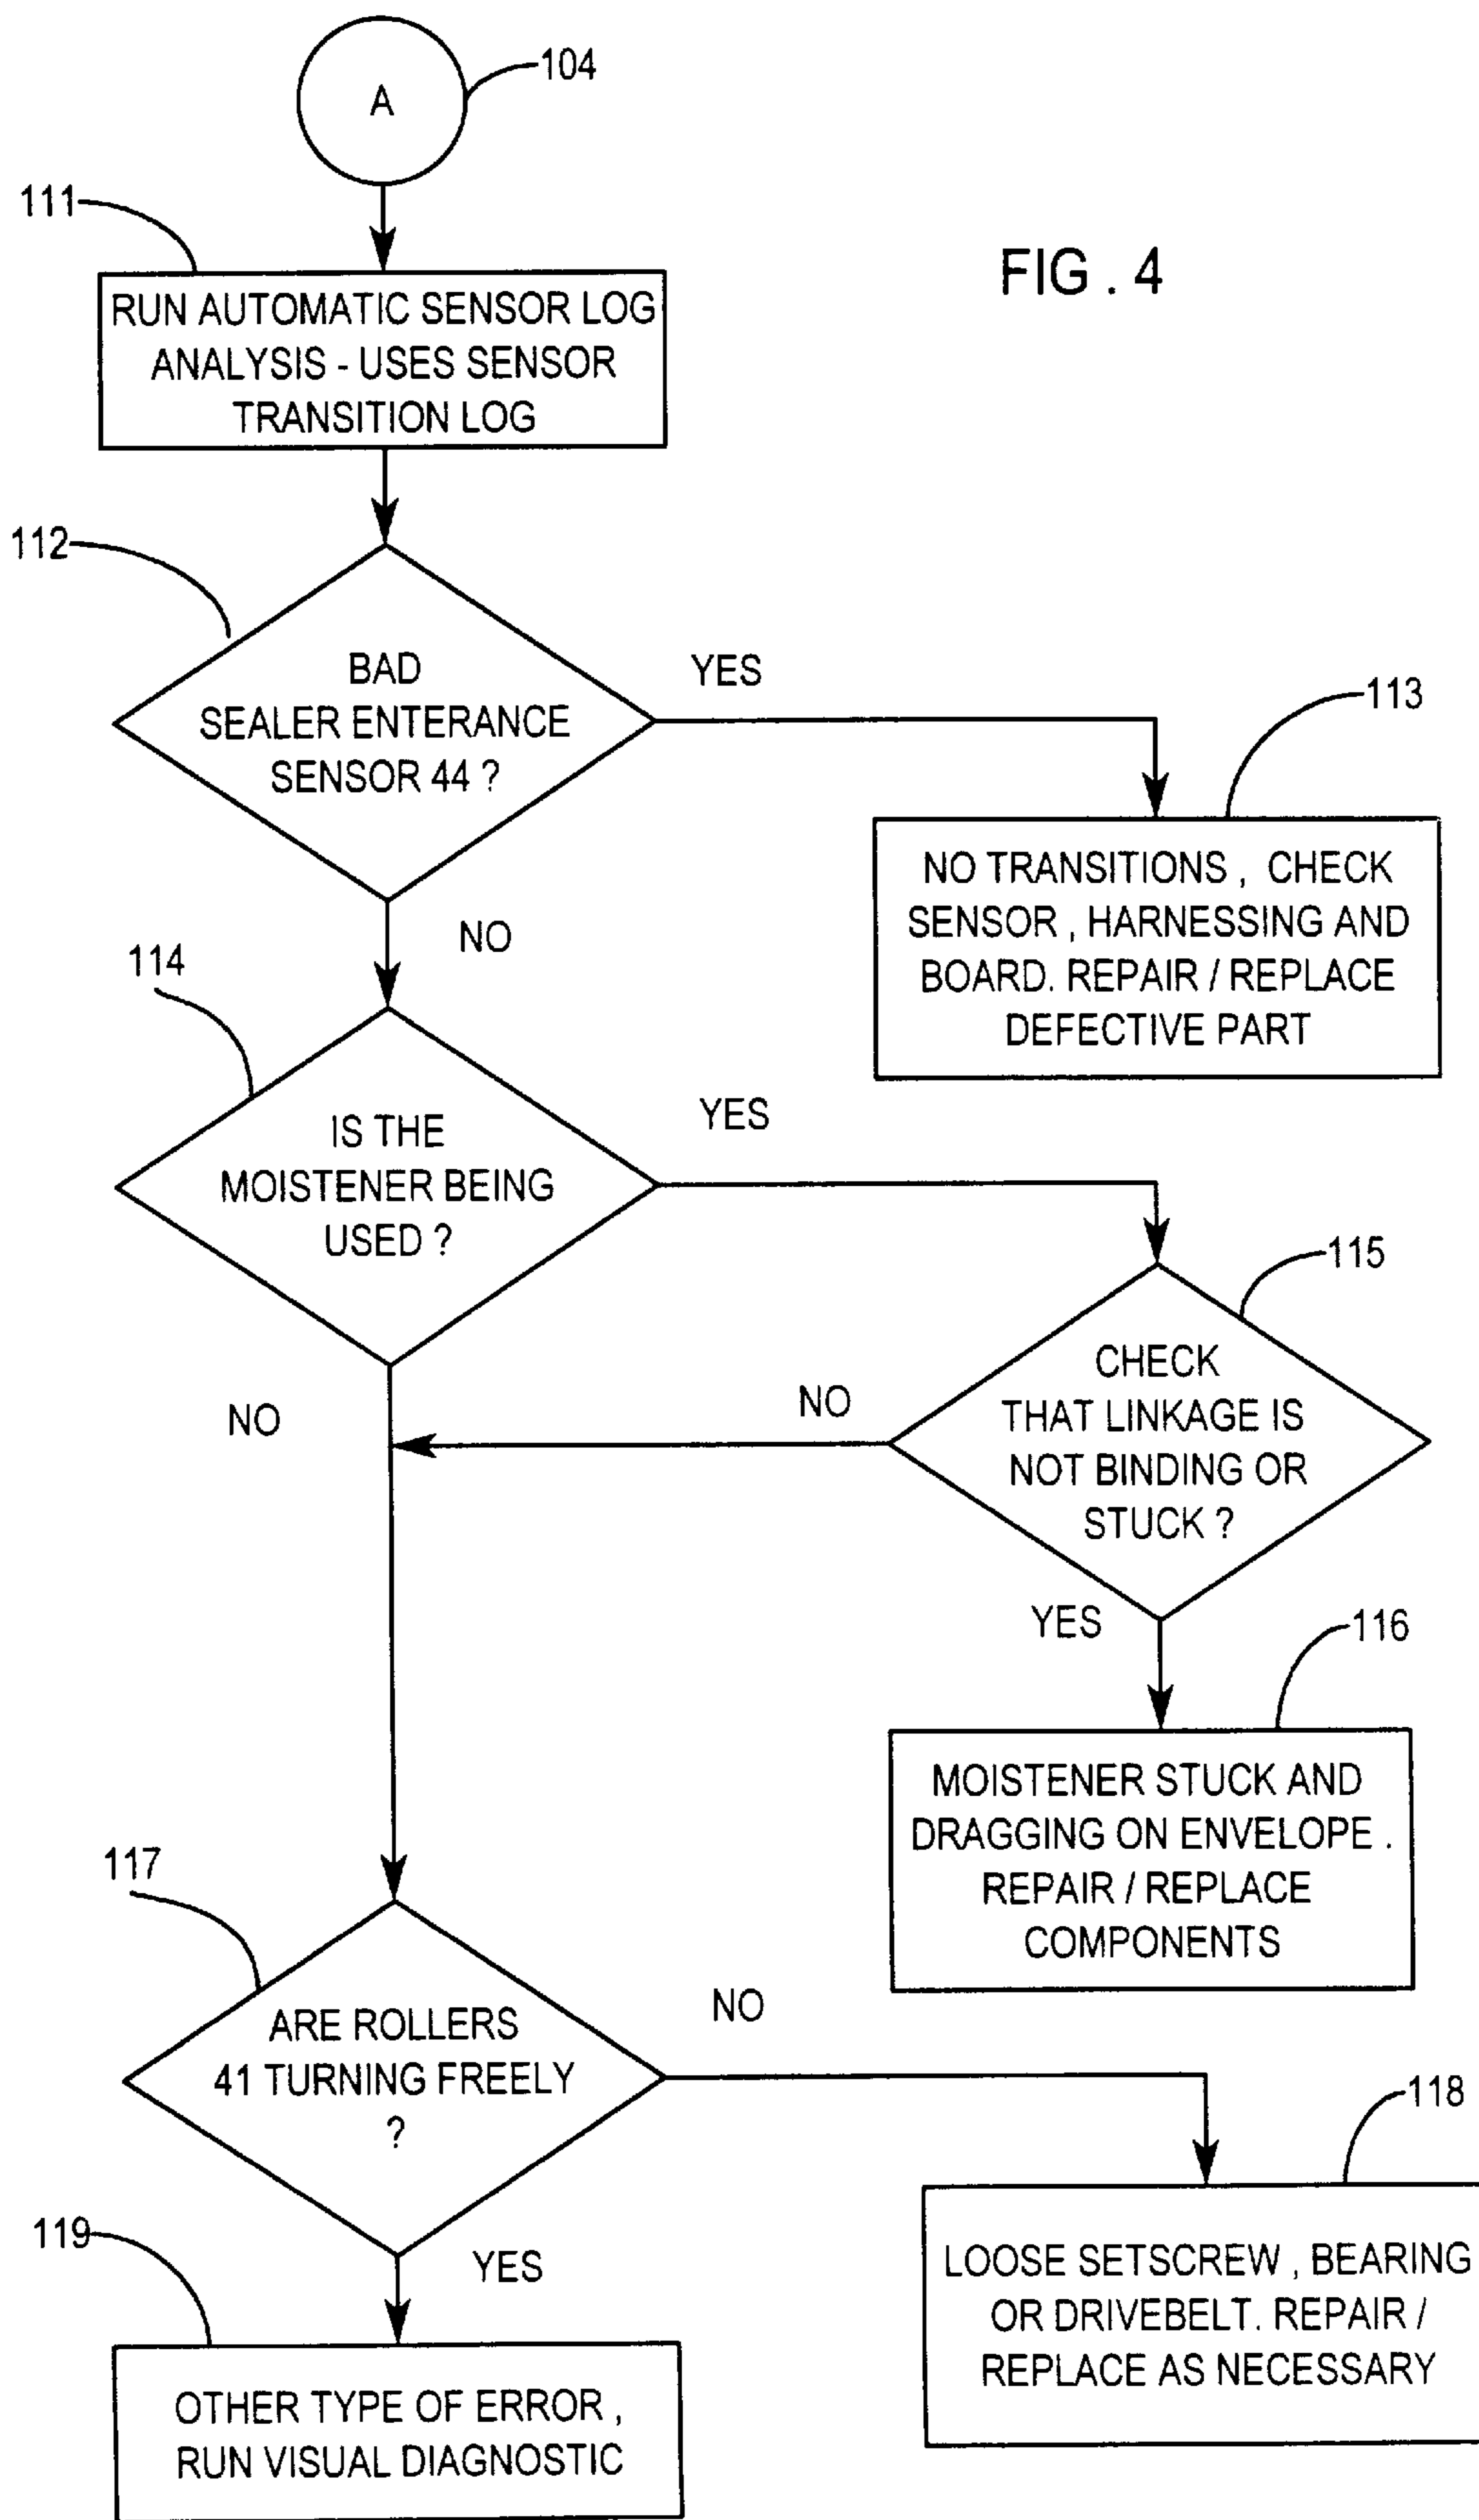 A
104
111
FIG . 4
RUN AUTOMATIC SENSOR LOG
ANALYSIS - USES SENSOR
TRANSITION LOG
112
BAD
SEALER ENTERANCE
SENSOR 44 ?
YES
113
NO TRANSITIONS , CHECK
SENSOR , HARNESSING AND
BOARD. REPAIR / REPLACE
DEFECTIVE PART
NO
114
IS THE
MOISTENER BEING
USED ?
YES
115
CHECK
THAT LINKAGE IS
NOT BINDING OR
STUCK ?
NO
NO
YES
116
MOISTENER STUCK AND
DRAGGING ON ENVELOPE .
REPAIR / REPLACE
COMPONENTS
117
ARE ROLLERS
41 TURNING FREELY
?
NO
118
LOOSE SETSCREW , BEARING
OR DRIVEBELT. REPAIR /
REPLACE AS NECESSARY
YES
119
OTHER TYPE OF ERROR ,
RUN VISUAL DIAGNOSTIC